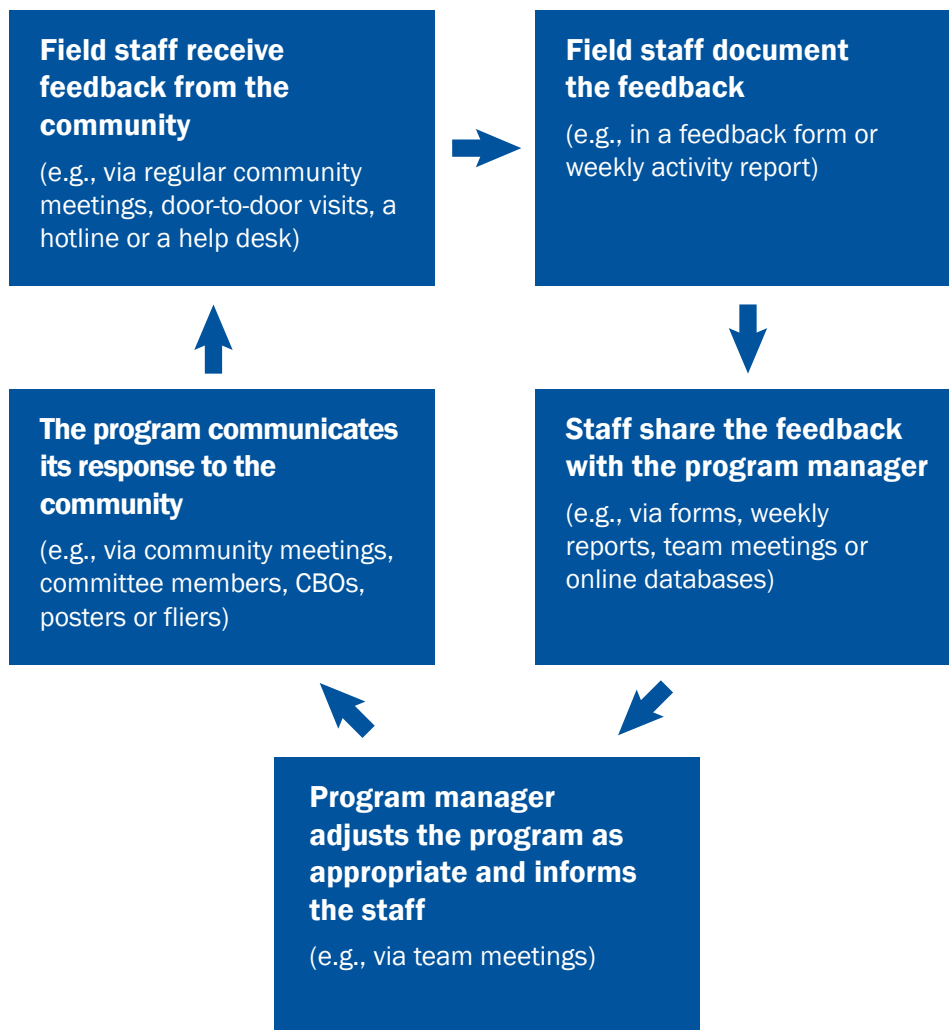 Field staff receive
feedback from the
community
(e.g., via regular community
meetings, door-to-door visits, a
hotline or a help desk)
Field staff document
the feedback
(e.g., in a feedback form or
weekly activity report)
Staff share the feedback
with the program manager
(e.g., via forms, weekly
reports, team meetings or
online databases)
Program manager
adjusts the program as
appropriate and informs
the staff
(e.g., via team meetings)
The program communicates
its response to the
community
(e.g., via community meetings,
committee members, CBOs,
posters or fliers)